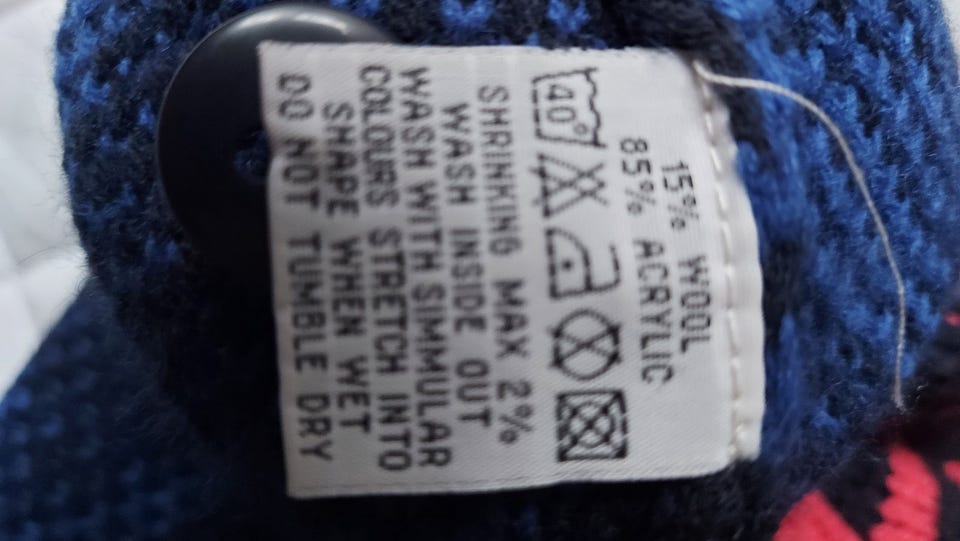 15% WOOL
85% ACRYLIC
40°
SHRINKING MAX 2%
WASH INSIDE OUT
WASH WITH SIMMULAR
COLOURS STRETCH INTO
SHAPE WHEN WET
DO NOT TUMBLE DRY